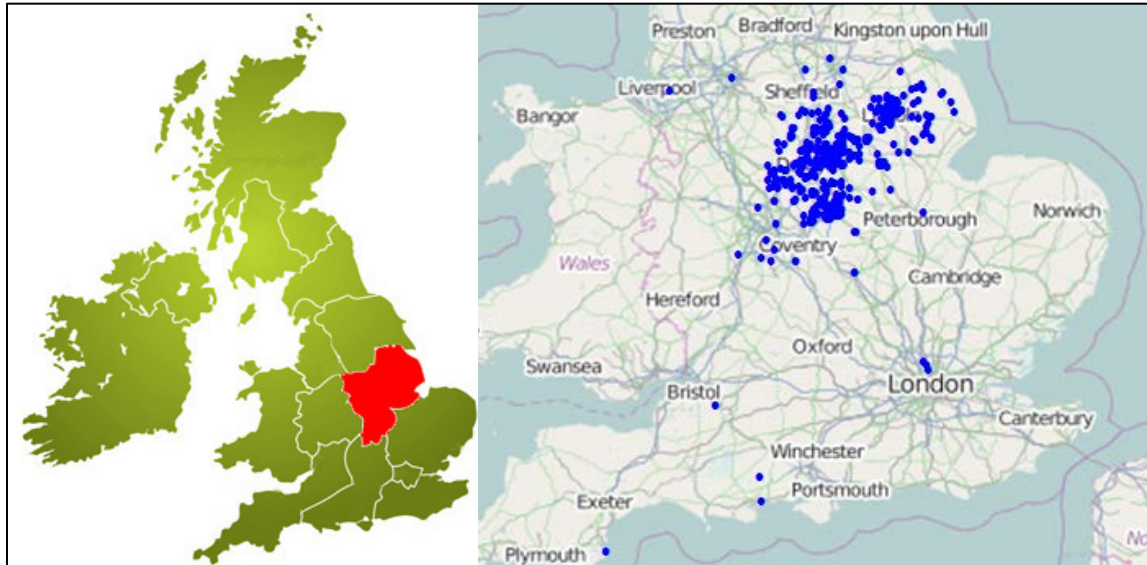 Preston
Bradford
Kingston upon Hull
Liverpool
Sheffield
Bangor
Peterborough
Norwich
Coventry
Wales
Cambridge
Hereford
Oxford
Swansea
London
Bristol
Canterbury
Winchester
Portsmouth
Exeter
Plymouth
No